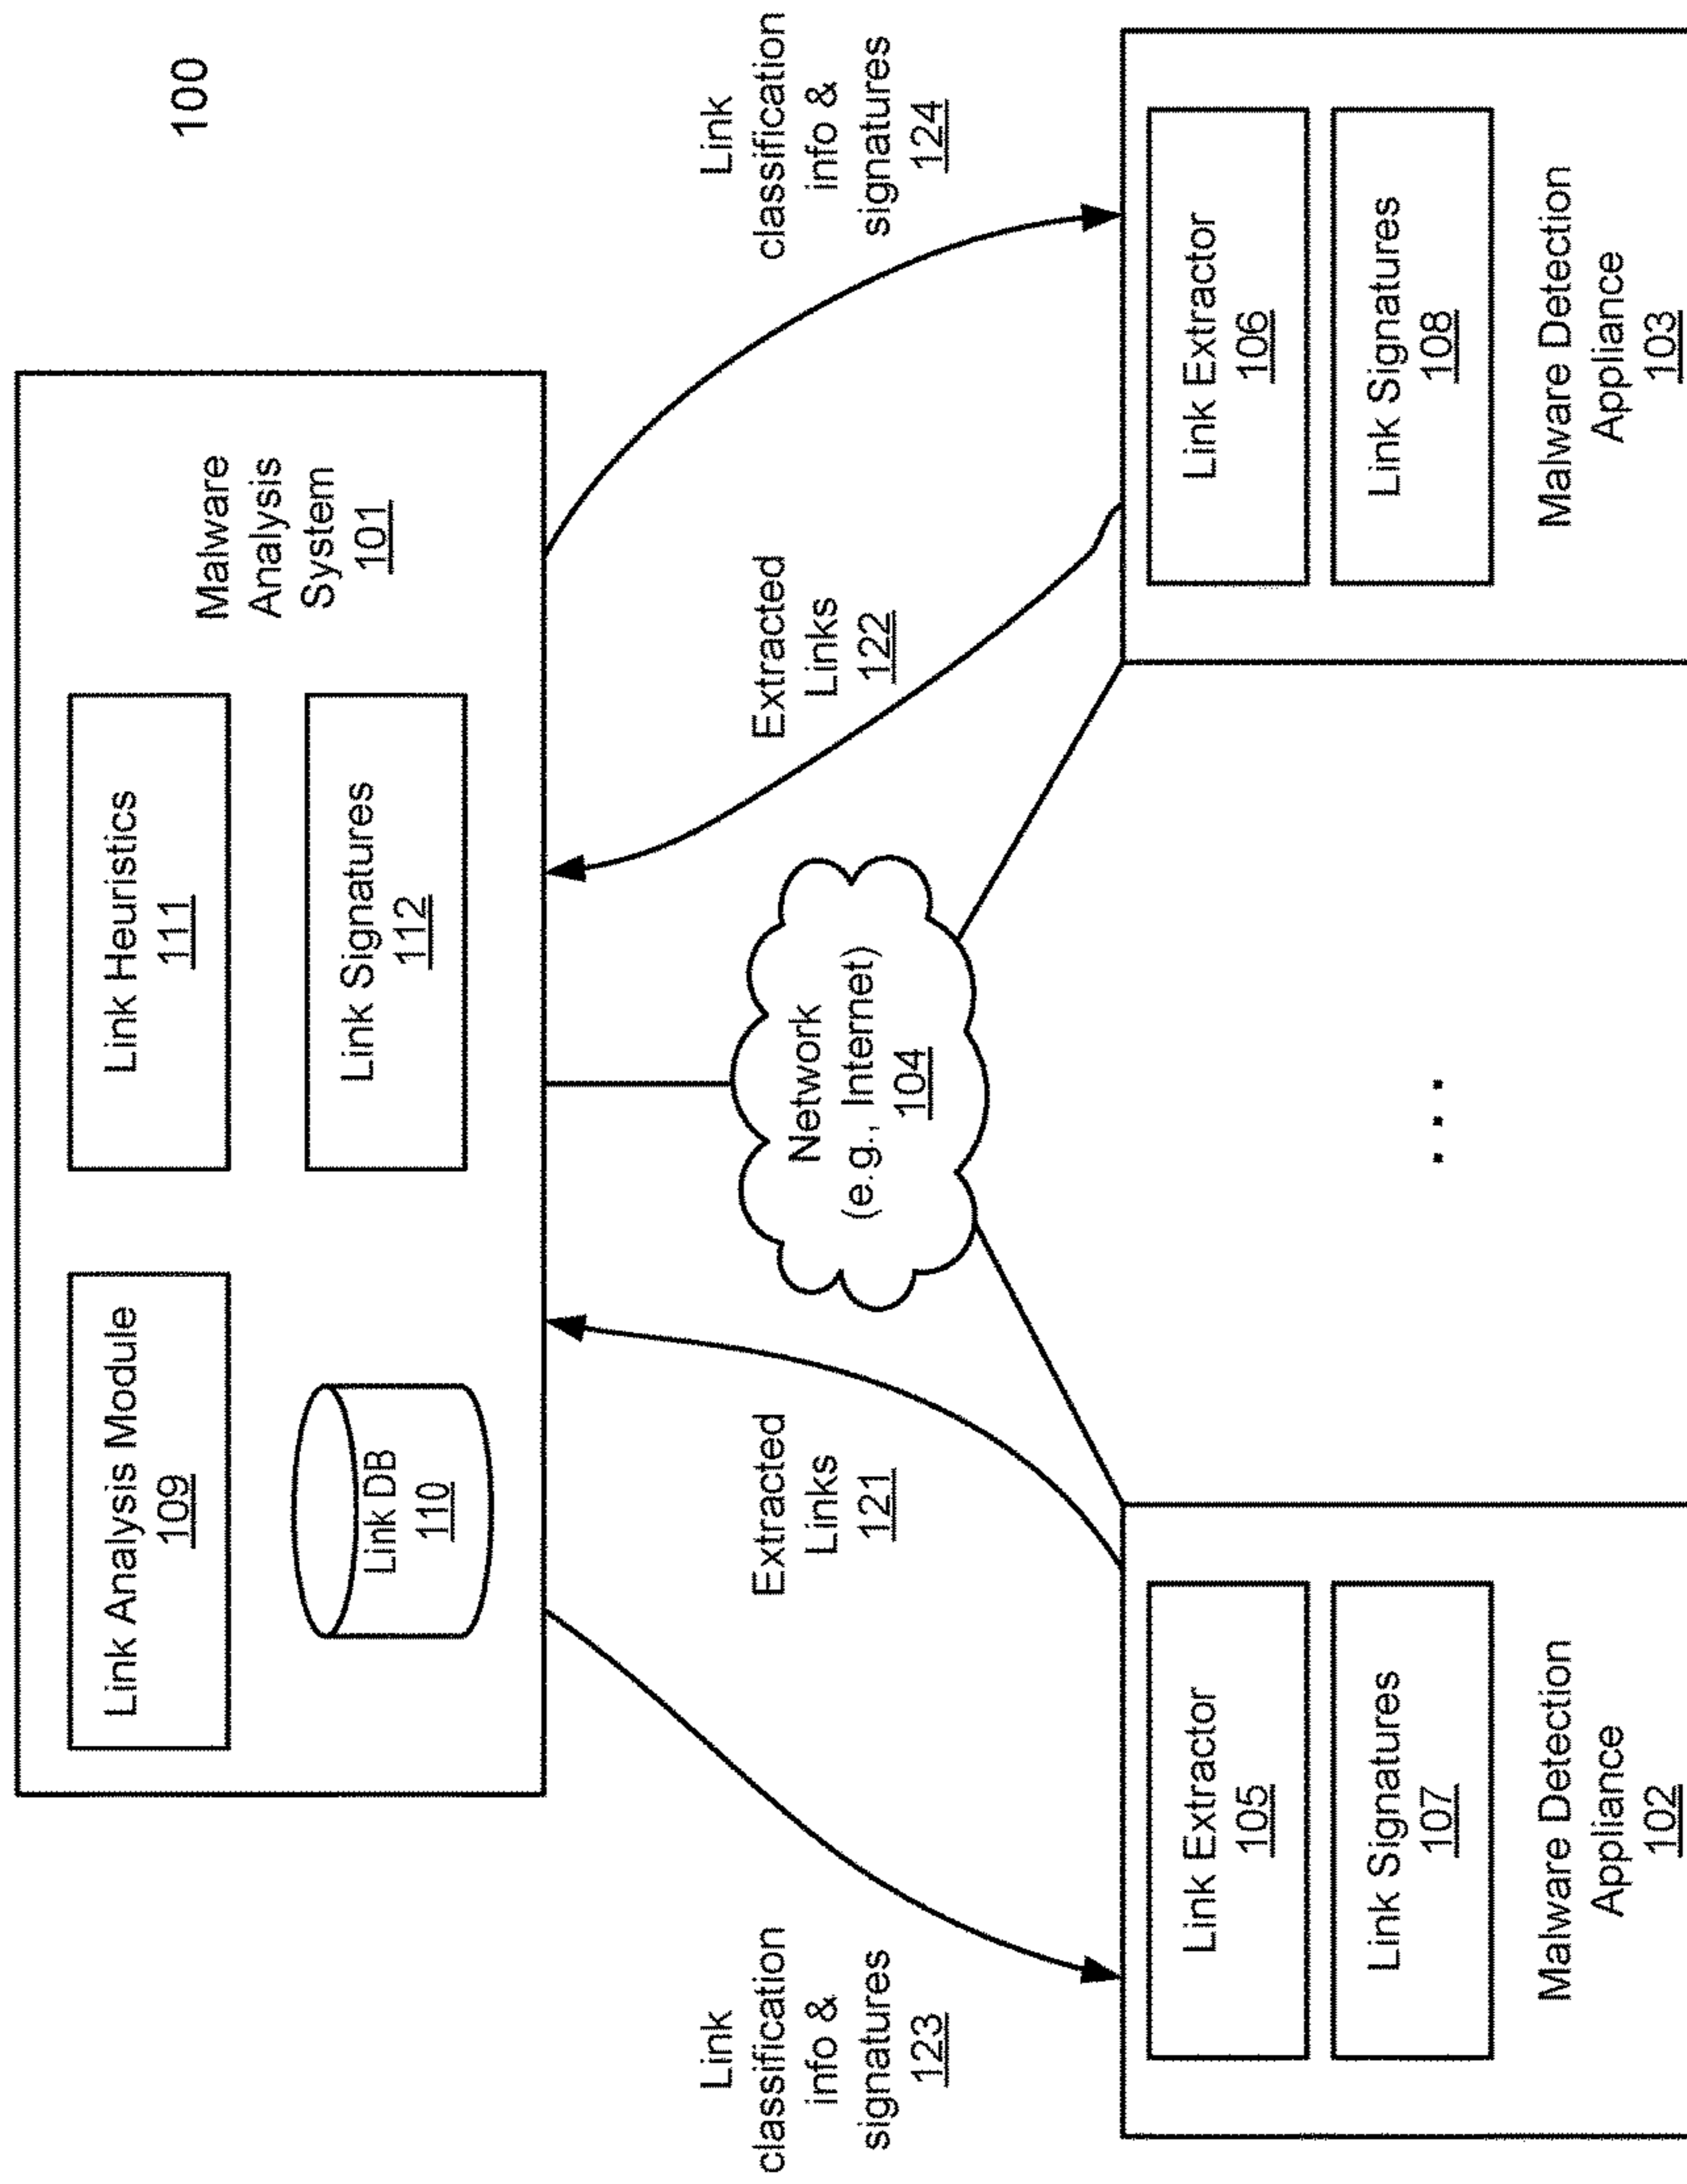 100
Link Analysis Module
109
Link Heuristics
111
Malware
Analysis
System
101
Link DB
110
Link Signatures
112
Link
classification
info &
signatures
123
Extracted
Links
121
Network
(e.g., Internet)
104
Extracted
Links
122
Link
classification
info &
signatures
124
Link Extractor
105
Link Signatures
107
Malware Detection
Appliance
102
...
Link Extractor
106
Link Signatures
108
Malware Detection
Appliance
103